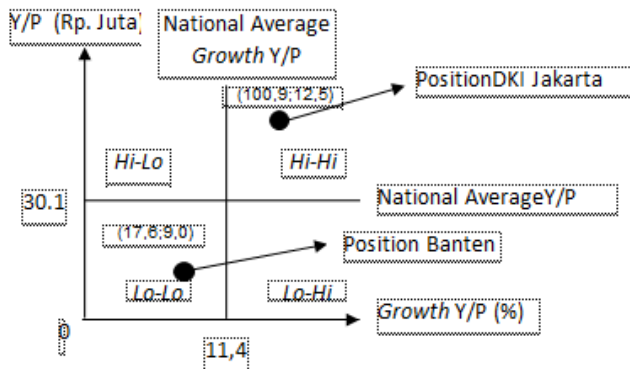 Y/P (Rp. Juta)
National Average
Growth Y/P
(100,9;12,5)
PositionDKI Jakarta
Hi-Lo
Hi-Hi
30.1
National AverageY/P
(17,6;9,0)
Position Banten
Lo-Lo
Lo-Hi
Growth Y/P (%)
0
11,4